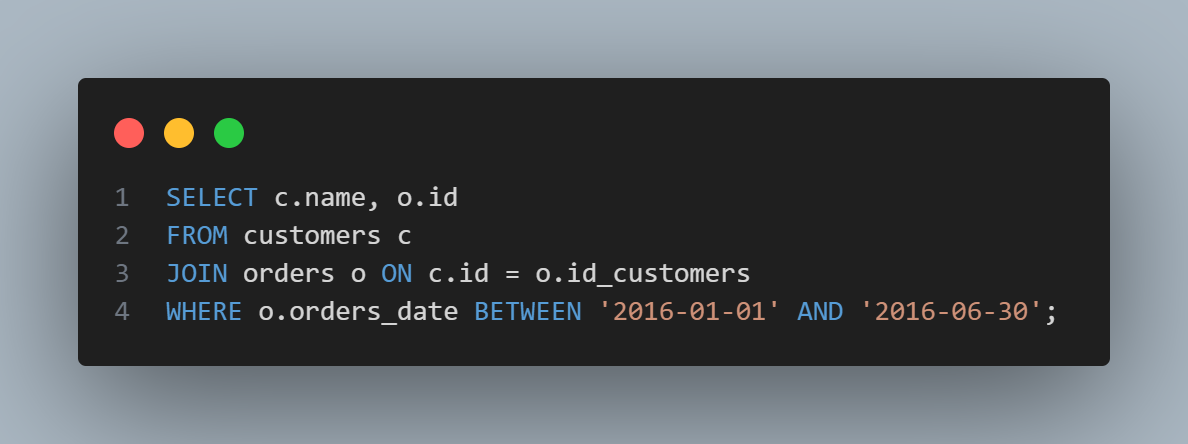 1 SELECT c.name, o.id
2 FROM customers c
3 JOIN orders o ON c.id = o.id_customers
4 WHERE o.orders_date BETWEEN '2016-01-01' AND '2016-06-30';